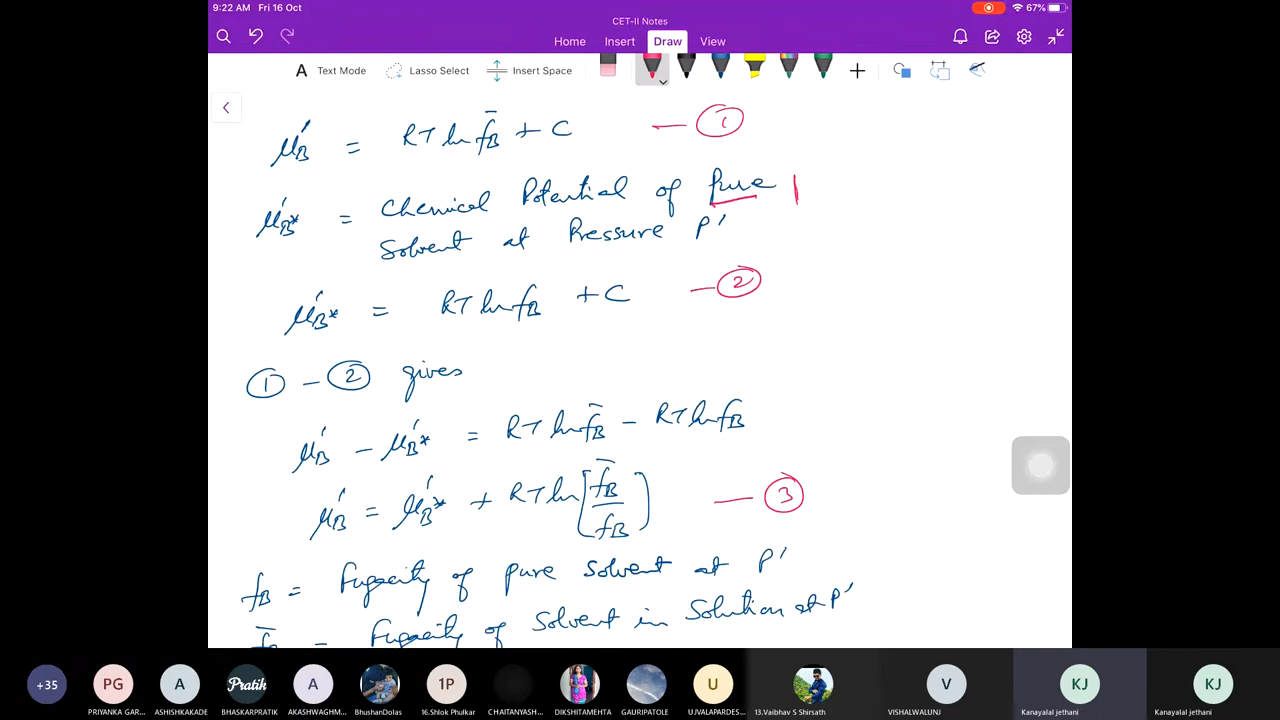 9:22 AM Fri 16 Oct
67%
CET-II Notes
Home Insert Draw View
A Text Mode Lasso Select Insert Space
μ'B = RT ln f̄B + C — ①
μ'B* = Chemical Potential of Pure
Solvent at Pressure P'
μ'B* = RT ln fB + C — ②
① - ② gives
μ'B - μ'B* = RT ln f̄B - RT ln fB
μ'B = μ'B* + RT ln [f̄B / fB] — ③
fB = Fugacity of pure Solvent at P'
f̄B = Fugacity of Solvent in Solution at P'
+35 PG A Pratik A 1P U V KJ KJ
PRIYANKA GAR... ASHISHKAKADE BHASKARPRATIK AKASHWAGHM... BhushanDolas 16.Shlok Phulkar CHAITANYASH... DIKSHITAMEHTA GAURIPATOLE UJVALAPARDES... 13.Vaibhav S Shirsath VISHALWALUNJ Kanayalal jethani Kanayalal jethani